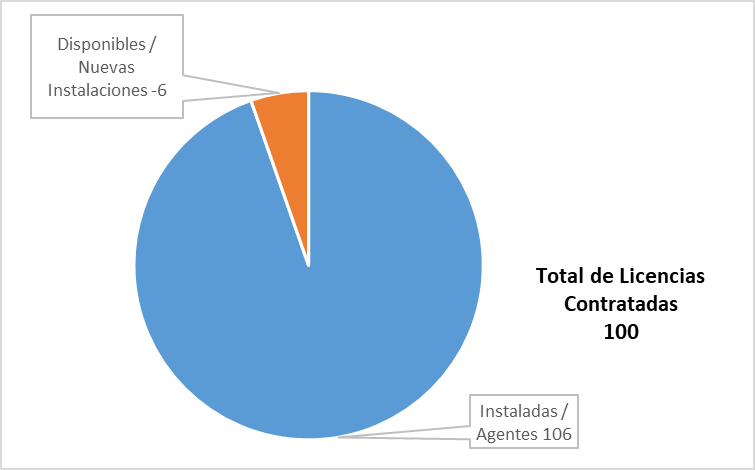 Disponibles /
Nuevas
Instalaciones -6
Total de Licencias
Contratadas
100
Instaladas /
Agentes 106